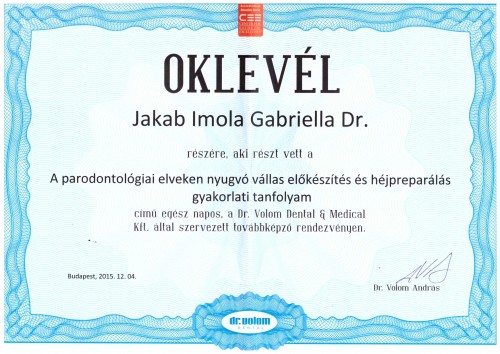 CEE
OKLEVÉL
Jakab Imola Gabriella Dr.
részére, aki részt vett a
A parodontológiai elveken nyugvó vállas előkészítés és héjpreparálás
gyakorlati tanfolyam
című egész napos, a Dr. Volom Dental & Medical
Kft. által szervezett továbbképző rendezvényen.
Budapest, 2015. 12. 04.
Dr. Volom András
dr.volom
DENTAL